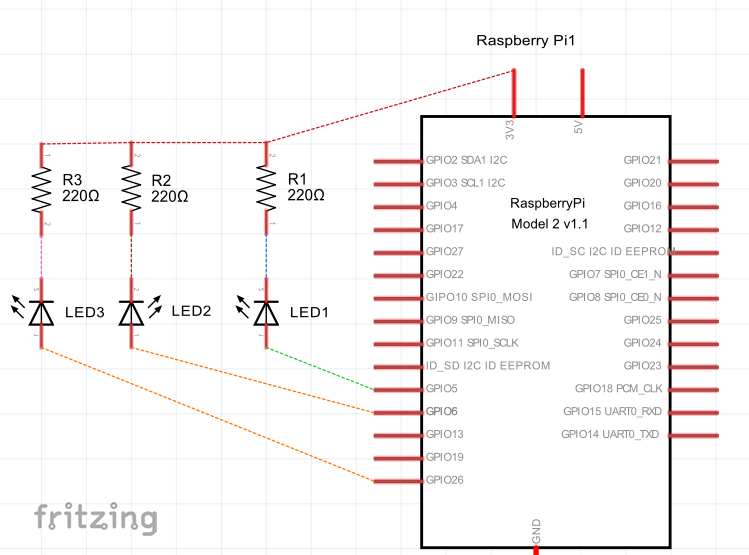 Raspberry Pi1
3V3
5V
GPIO2 SDA1 I2C
GPIO3 SCL1 I2C
GPIO4
GPIO17
GPIO27
GPIO22
GIPO10 SPI0_MOSI
GPIO9 SPI0_MISO
GPIO11 SPI0_SCLK
ID_SD I2C ID EEPROM
GPIO5
GPIO6
GPIO13
GPIO19
GPIO26
RaspberryPi
Model 2 v1.1
GPIO21
GPIO20
GPIO16
GPIO12
ID_SC I2C ID EEPROM
GPIO7 SPI0_CE1_N
GPIO8 SPI0_CE0_N
GPIO25
GPIO24
GPIO23
GPIO18 PCM_CLK
GPIO15 UART0_RXD
GPIO14 UART0_TXD
GND
R3
220Ω
R2
220Ω
R1
220Ω
LED3
LED2
LED1
fritzing